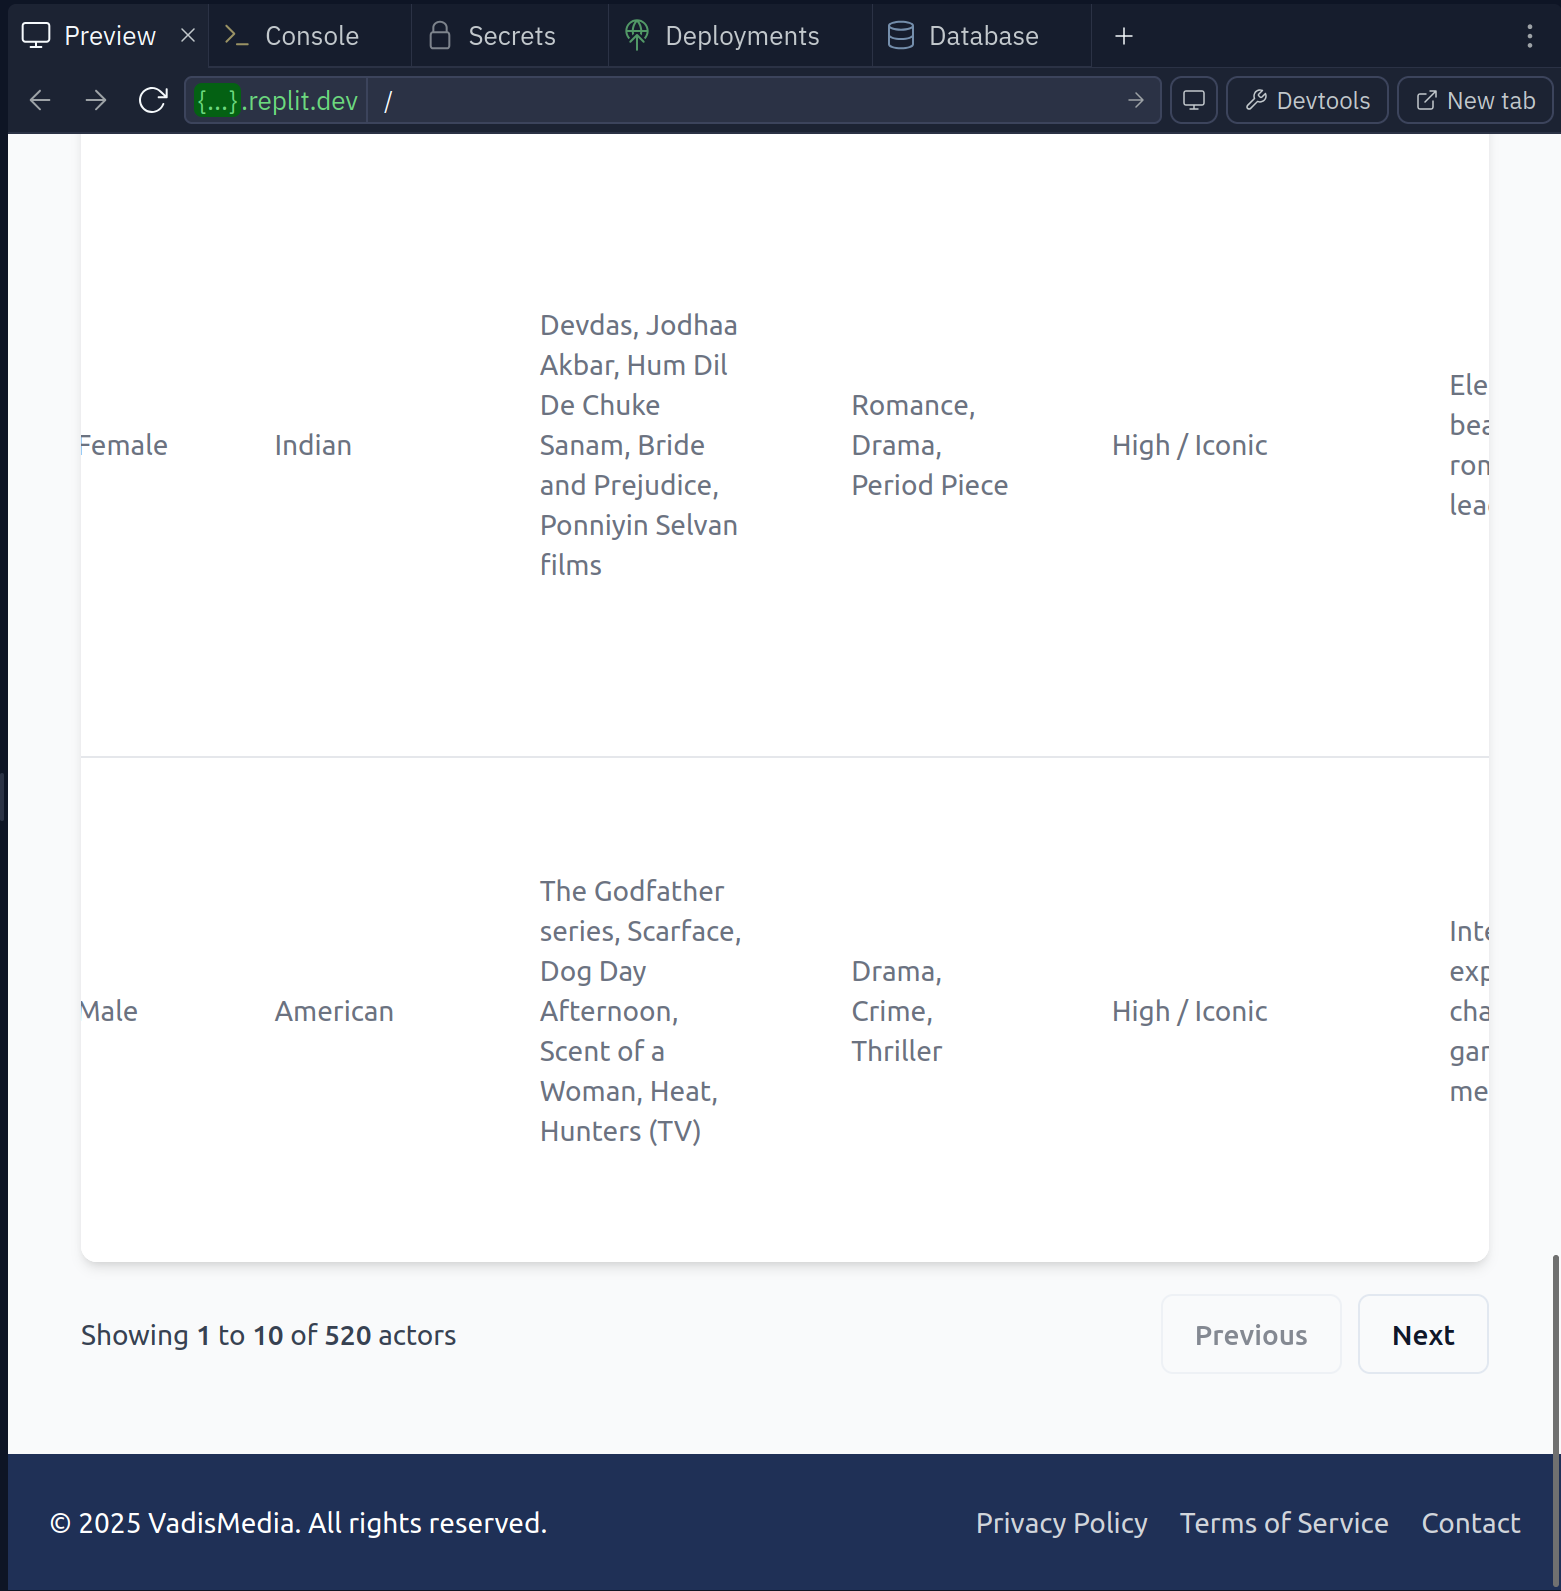 Preview
Console
Secrets
Deployments
Database
{...}.replit.dev
/
Devtools
New tab
Female
Indian
Devdas, Jodhaa
Akbar, Hum Dil
De Chuke
Sanam, Bride
and Prejudice,
Ponniyin Selvan
films
Romance,
Drama,
Period Piece
High / Iconic
Ele
bea
rom
lea
Male
American
The Godfather
series, Scarface,
Dog Day
Afternoon,
Scent of a
Woman, Heat,
Hunters (TV)
Drama,
Crime,
Thriller
High / Iconic
Inte
exp
cha
gar
me
Showing 1 to 10 of 520 actors
Previous
Next
© 2025 VadisMedia. All rights reserved.
Privacy Policy
Terms of Service
Contact